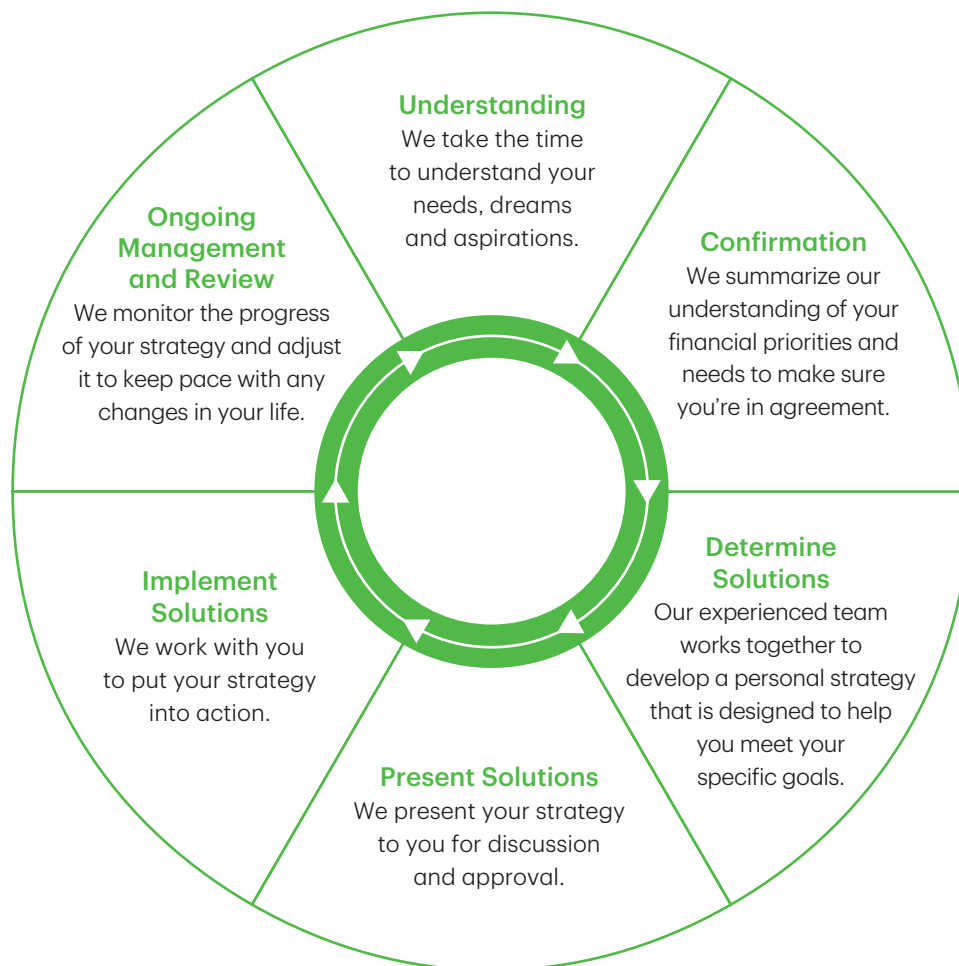 Understanding
We take the time
to understand your
needs, dreams
and aspirations.
Confirmation
We summarize our
understanding of your
financial priorities and
needs to make sure
you're in agreement.
Determine
Solutions
Our experienced team
works together to
develop a personal strategy
that is designed to help
you meet your
specific goals.
Present Solutions
We present your strategy
to you for discussion
and approval.
Implement
Solutions
We work with you
to put your strategy
into action.
Ongoing
Management
and Review
We monitor the progress
of your strategy and adjust
it to keep pace with any
changes in your life.